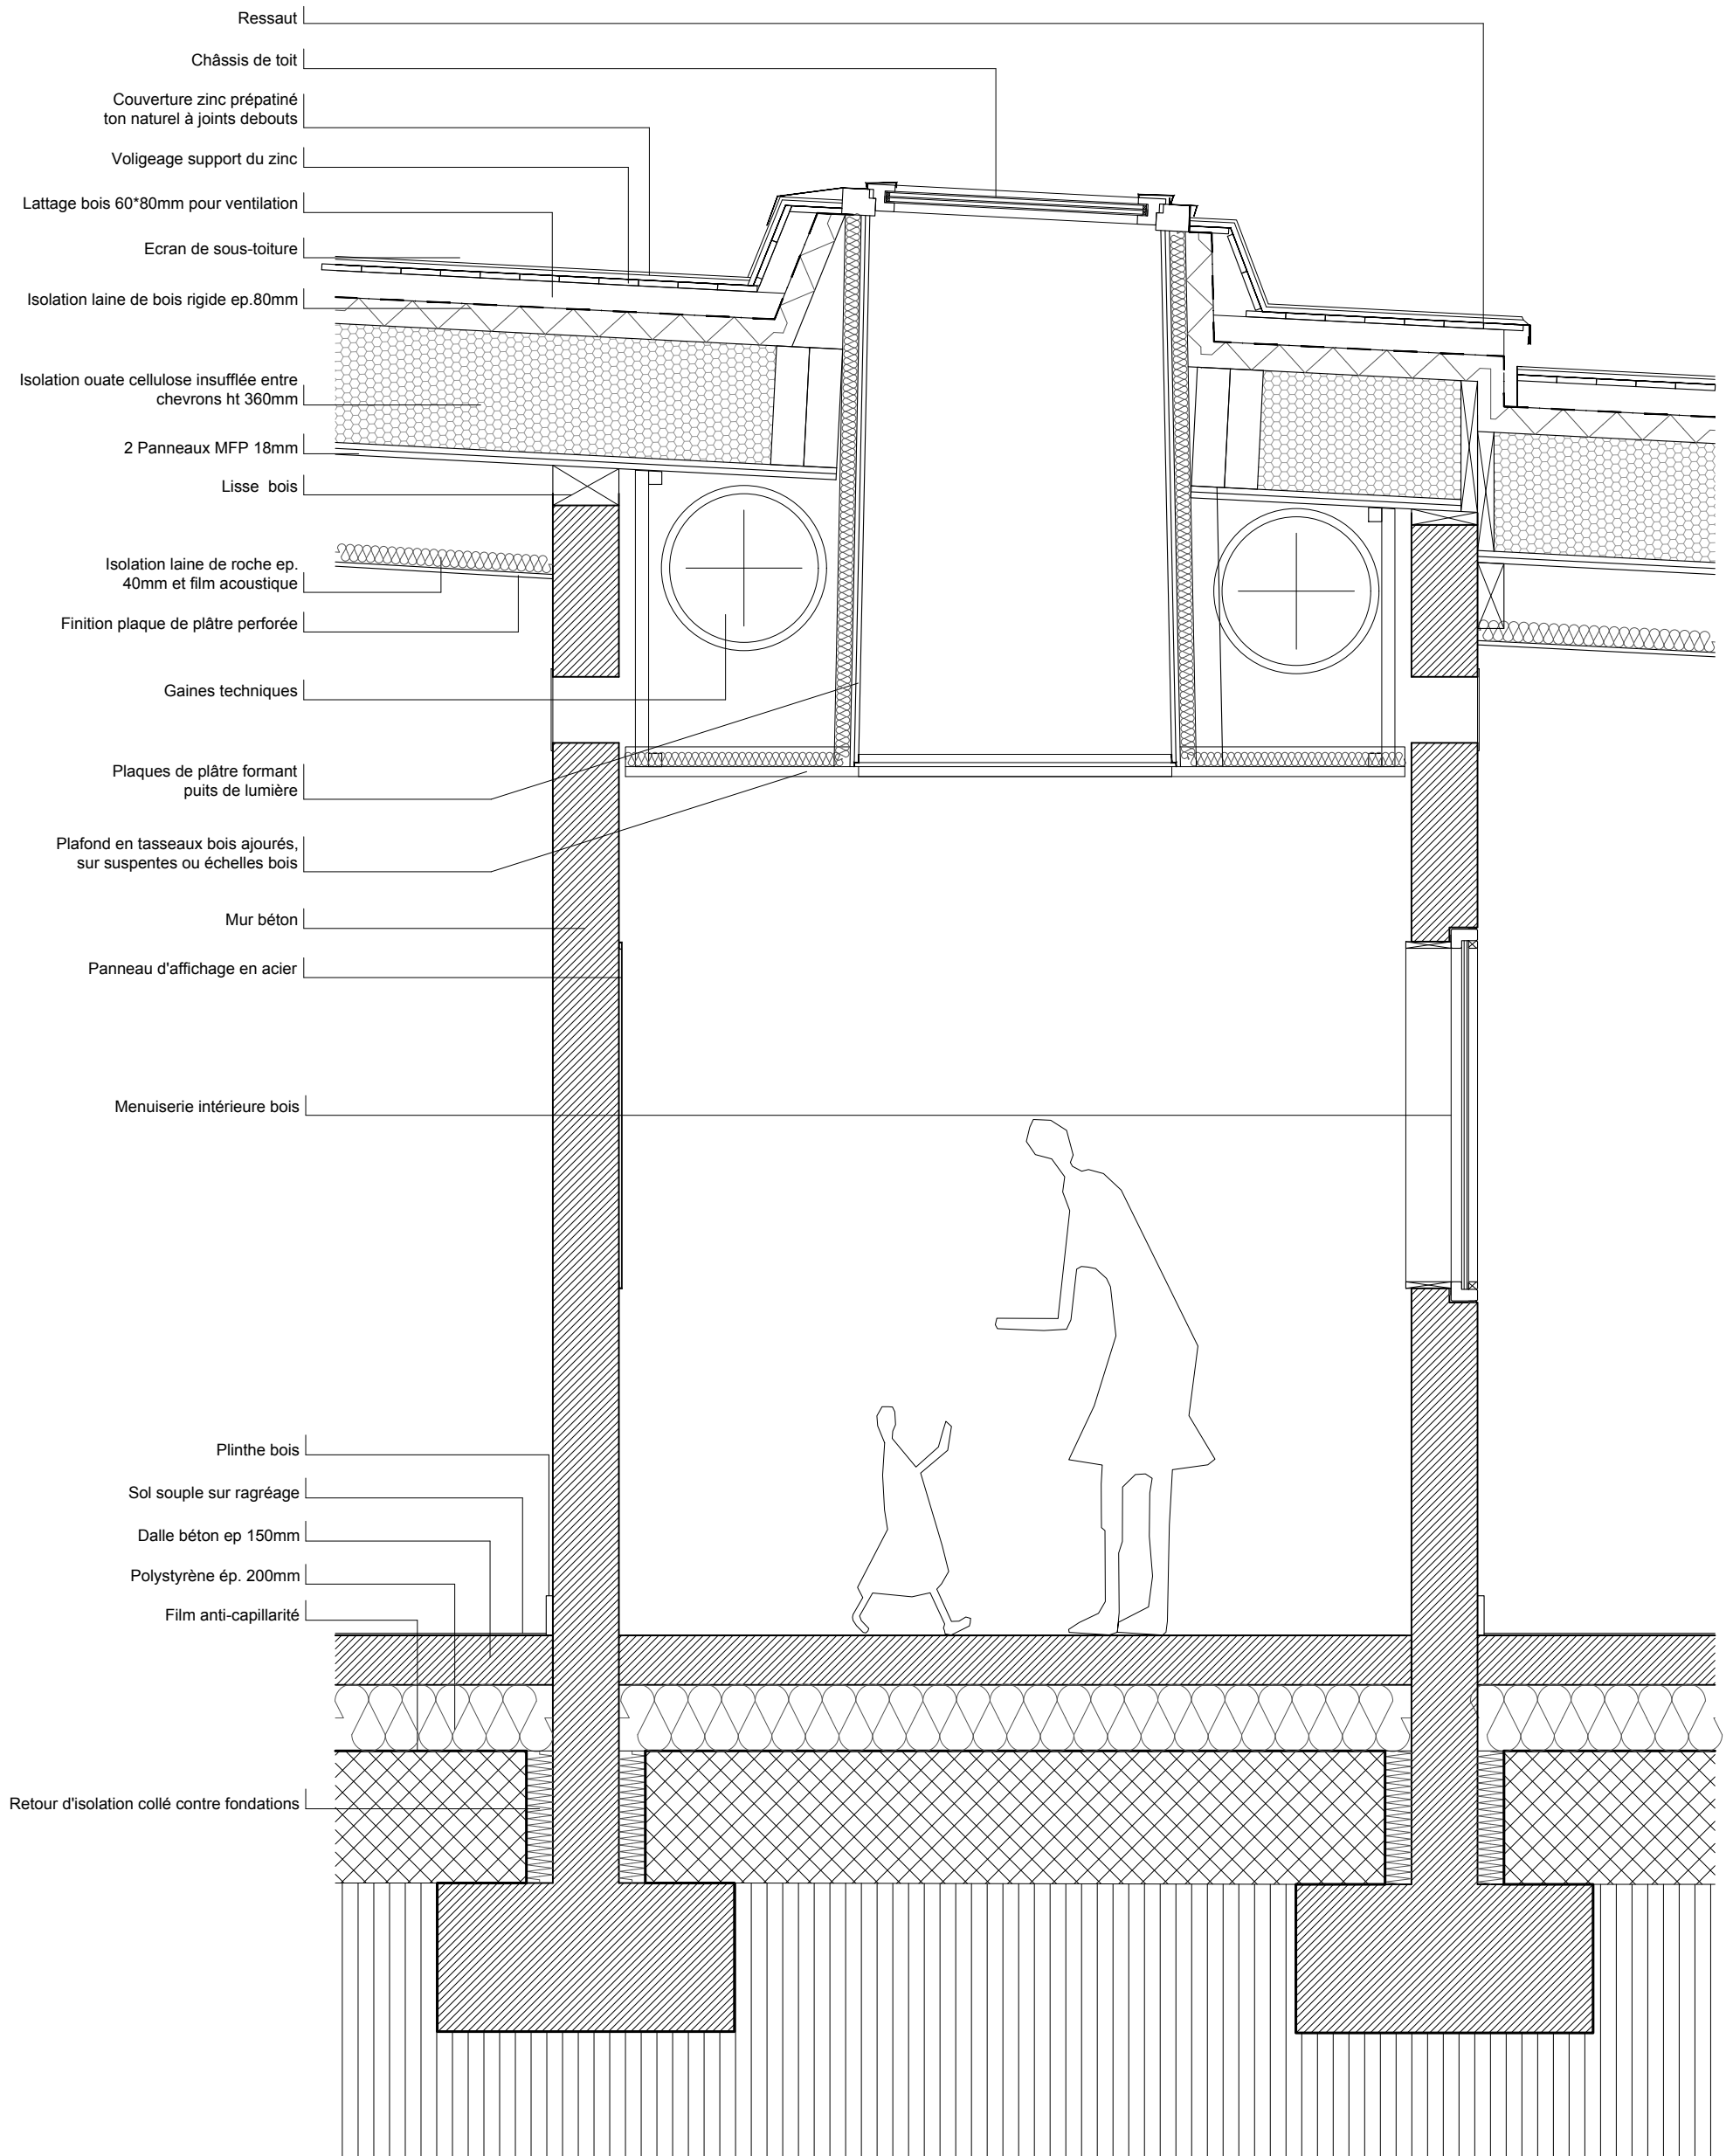 Ressaut
Châssis de toit
Couverture zinc prépatiné
ton naturel à joints debouts
Voligeage support du zinc
Lattage bois 60*80mm pour ventilation
Ecran de sous-toiture
Isolation laine de bois rigide ep.80mm
Isolation ouate cellulose insufflée entre
chevrons ht 360mm
2 Panneaux MFP 18mm
Lisse bois
Isolation laine de roche ep.
40mm et film acoustique
Finition plaque de plâtre perforée
Gaines techniques
Plaques de plâtre formant
puits de lumière
Plafond en tasseaux bois ajourés,
sur suspentes ou échelles bois
Mur béton
Panneau d'affichage en acier
Menuiserie intérieure bois
Plinthe bois
Sol souple sur ragréage
Dalle béton ep 150mm
Polystyrène ép. 200mm
Film anti-capillarité
Retour d'isolation collé contre fondations